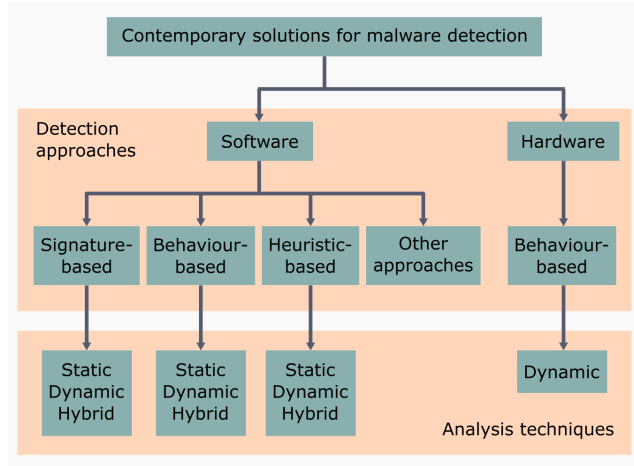 Contemporary solutions for malware detection
Detection
approaches
Software
Hardware
Signature-
based
Behaviour-
based
Heuristic-
based
Other
approaches
Behaviour-
based
Static
Dynamic
Hybrid
Static
Dynamic
Hybrid
Static
Dynamic
Hybrid
Dynamic
Analysis techniques